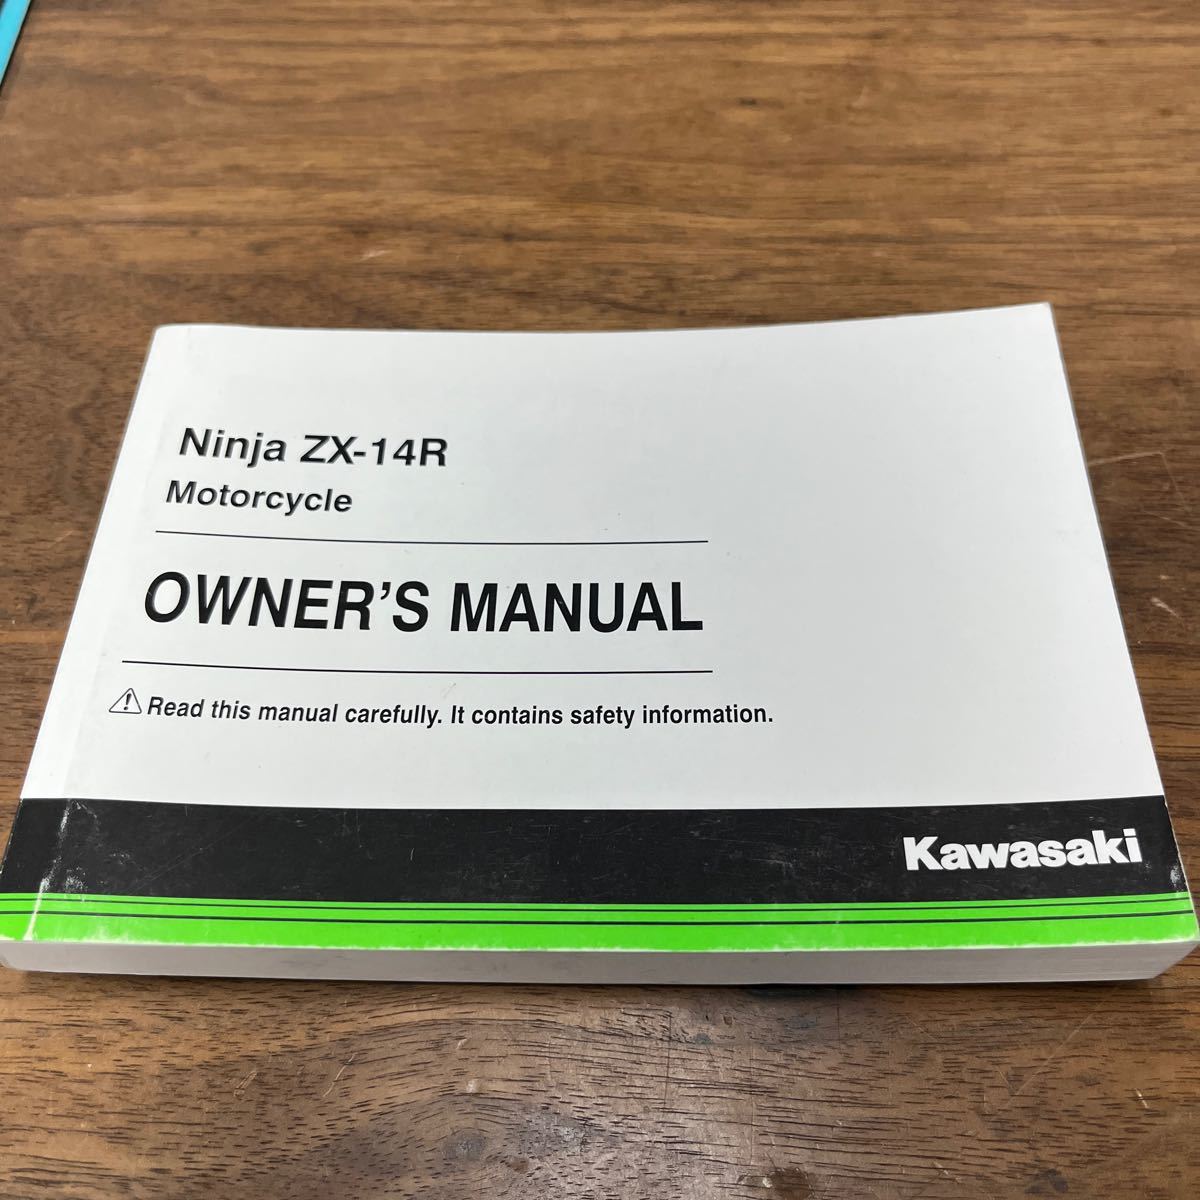 Ninja ZX-14R
Motorcycle
OWNER'S MANUAL
Read this manual carefully. It contains safety information.
Kawasaki